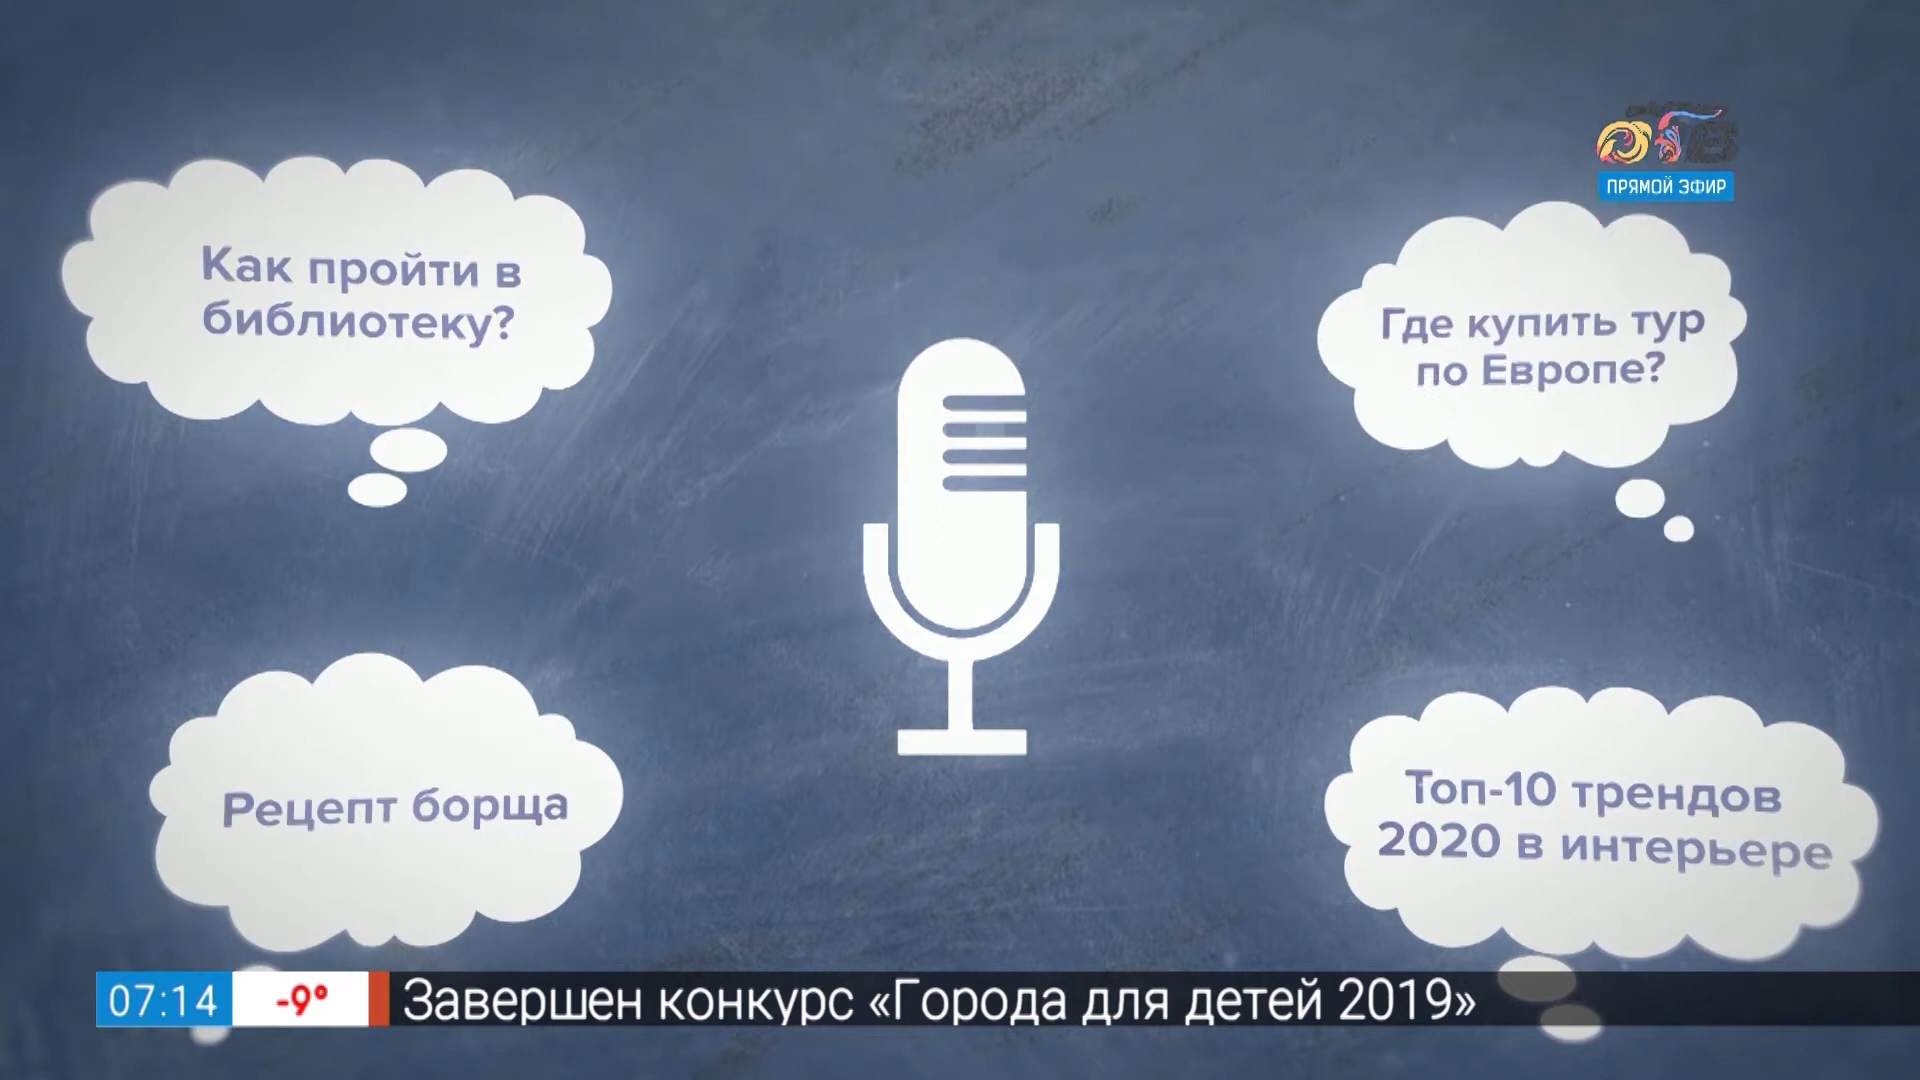 ОТВ
ПРЯМОЙ ЭФИР
Как пройти в
библиотеку?
Где купить тур
по Европе?
Рецепт борща
Топ-10 трендов
2020 в интерьере
07:14 -9° Завершен конкурс «Города для детей 2019»